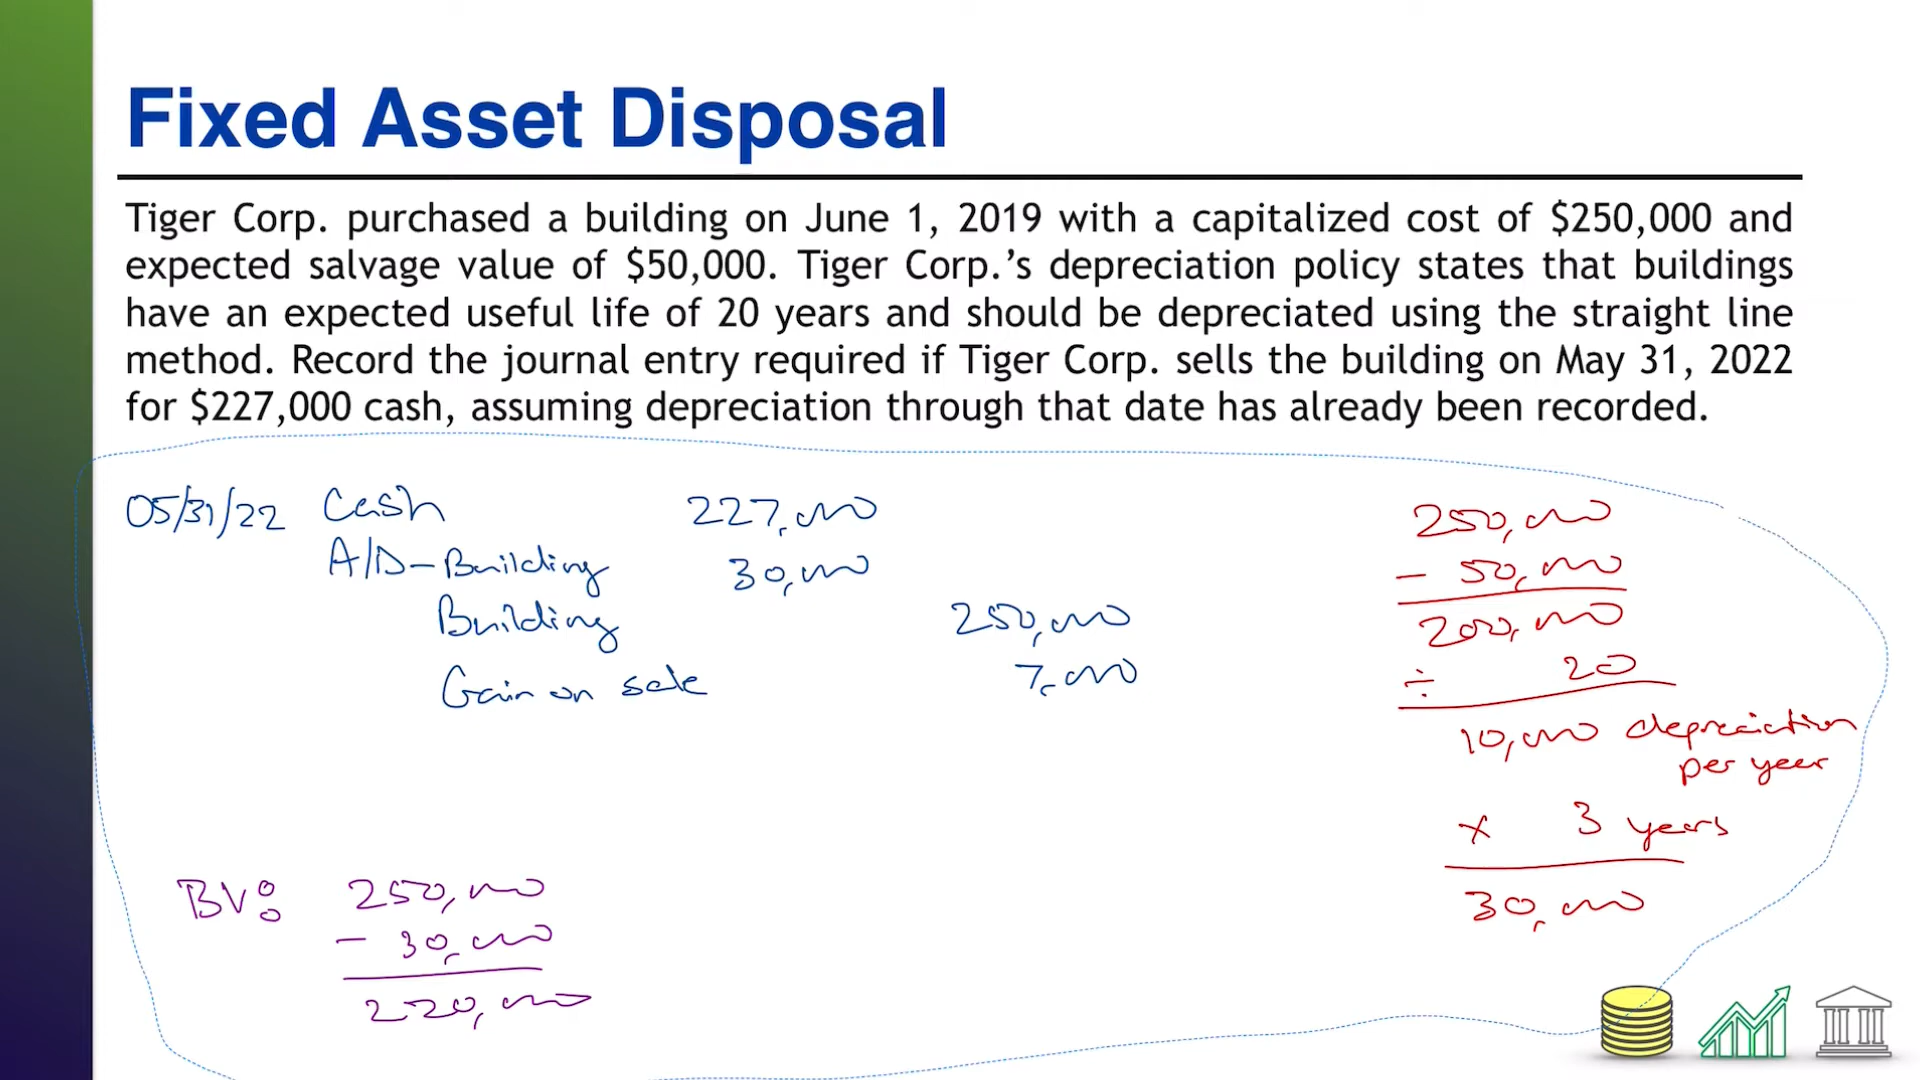 Fixed Asset Disposal
Tiger Corp. purchased a building on June 1, 2019 with a capitalized cost of $250,000 and
expected salvage value of $50,000. Tiger Corp.’s depreciation policy states that buildings
have an expected useful life of 20 years and should be depreciated using the straight line
method. Record the journal entry required if Tiger Corp. sells the building on May 31, 2022
for $227,000 cash, assuming depreciation through that date has already been recorded.
05/31/22 Cash 227,000
A/D-Building 30,000
Building 250,000
Gain on sale 7,000
BV: 250,000
- 30,000
220,000
250,000
- 50,000
200,000
÷ 20
10,000 depreciation
per year
x 3 years
30,000